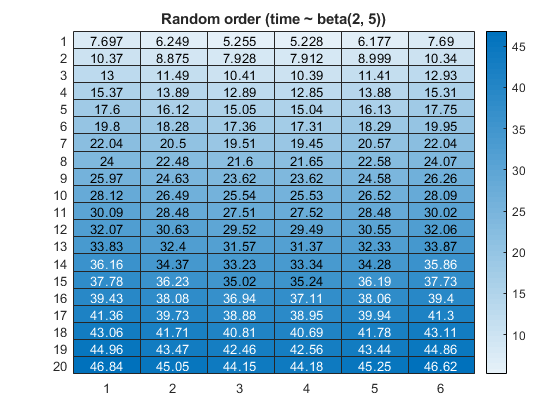 Random order (time ~ beta(2, 5))
1 7.697 6.249 5.255 5.228 6.177 7.69
2 10.37 8.875 7.928 7.912 8.999 10.34
3 13 11.49 10.41 10.39 11.41 12.93
4 15.37 13.89 12.89 12.85 13.88 15.31
5 17.6 16.12 15.05 15.04 16.13 17.75
6 19.8 18.28 17.36 17.31 18.29 19.95
7 22.04 20.5 19.51 19.45 20.57 22.04
8 24 22.48 21.6 21.65 22.58 24.07
9 25.97 24.63 23.62 23.62 24.58 26.26
10 28.12 26.49 25.54 25.53 26.52 28.09
11 30.09 28.48 27.51 27.52 28.48 30.02
12 32.07 30.63 29.52 29.49 30.55 32.06
13 33.83 32.4 31.57 31.37 32.33 33.87
14 36.16 34.37 33.23 33.34 34.28 35.86
15 37.78 36.23 35.02 35.24 36.19 37.73
16 39.43 38.08 36.94 37.11 38.06 39.4
17 41.36 39.73 38.88 38.95 39.94 41.3
18 43.06 41.71 40.81 40.69 41.78 43.11
19 44.96 43.47 42.46 42.56 43.44 44.86
20 46.84 45.05 44.15 44.18 45.25 46.62
1 2 3 4 5 6
45
40
35
30
25
20
15
10